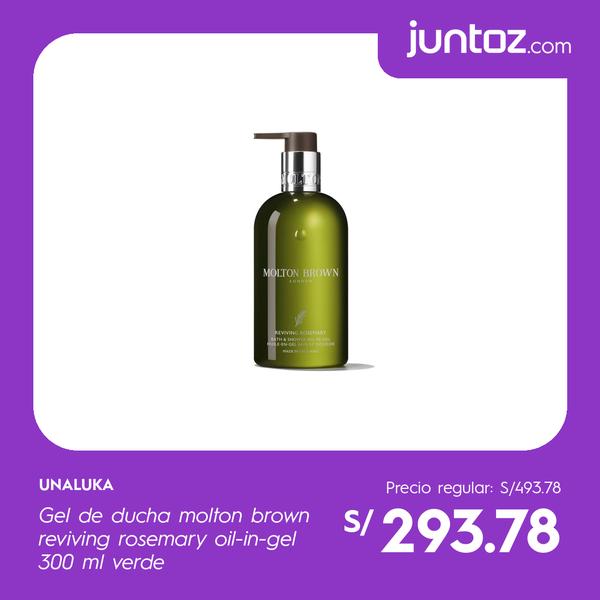 juntoz.com
MOLTON BROWN
LONDON
REVIVING ROSEMARY
UNALUKA
Gel de ducha molton brown
reviving rosemary oil-in-gel
300 ml verde
Precio regular: S/493.78
S/293.78